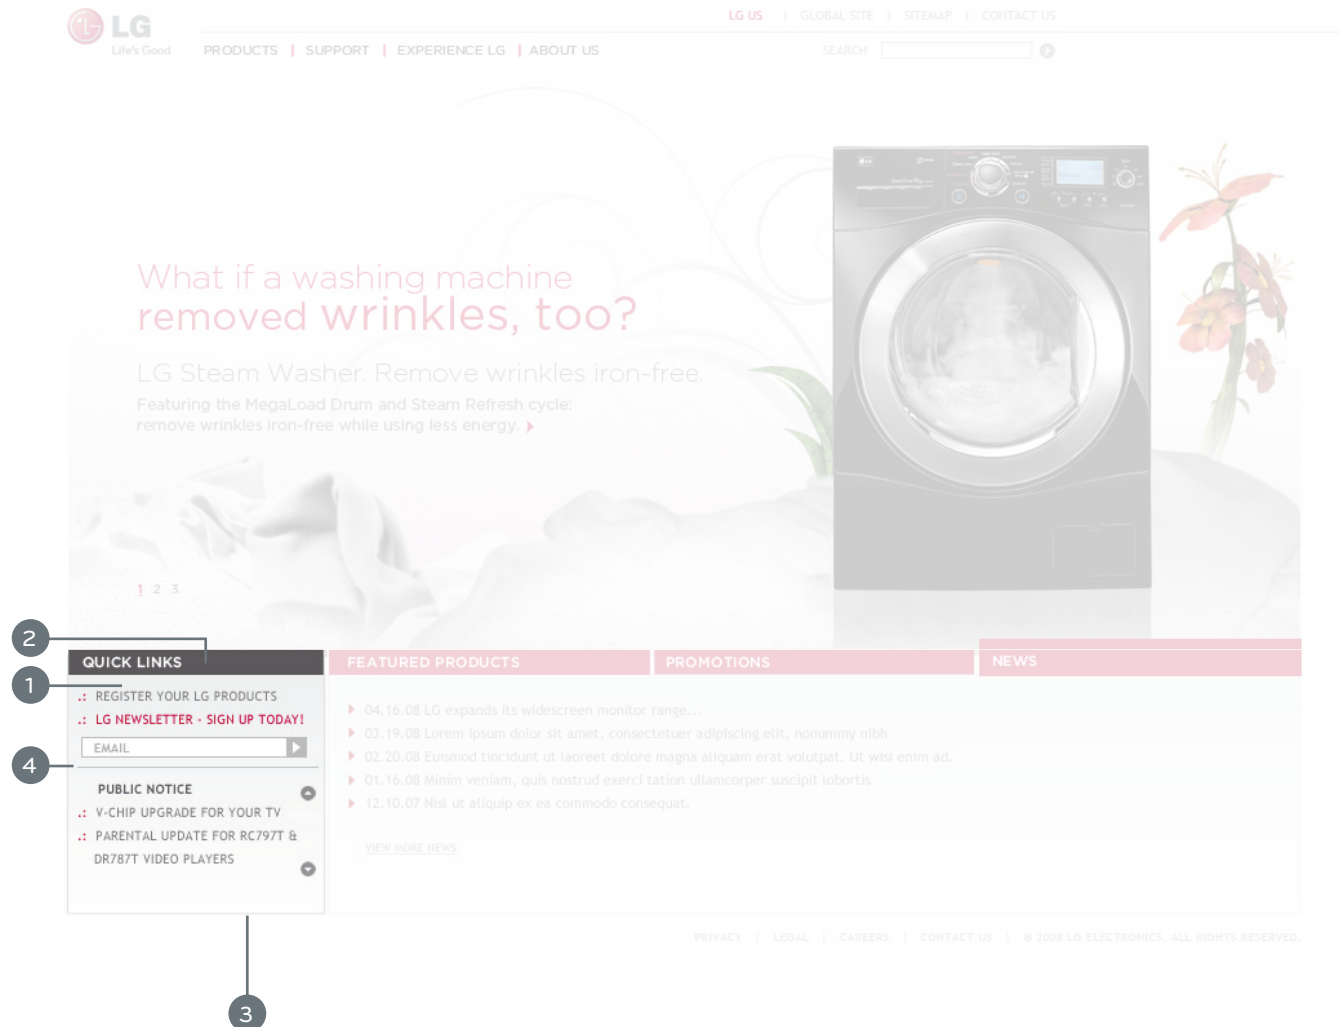 LG US | GLOBAL SITE | SITEMAP | CONTACT US
LG
Life's Good
PRODUCTS | SUPPORT | EXPERIENCE LG | ABOUT US
SEARCH
What if a washing machine
removed wrinkles, too?
LG Steam Washer. Remove wrinkles iron-free.
Featuring the MegaLoad Drum and Steam Refresh cycle:
remove wrinkles iron-free while using less energy.
1 2 3
2
QUICK LINKS
1
.: REGISTER YOUR LG PRODUCTS
.: LG NEWSLETTER - SIGN UP TODAY!
EMAIL
4
PUBLIC NOTICE
.: V-CHIP UPGRADE FOR YOUR TV
.: PARENTAL UPDATE FOR RC797T &
DR787T VIDEO PLAYERS
3
FEATURED PRODUCTS
PROMOTIONS
NEWS
04.16.08 LG expands its widescreen monitor range...
03.19.08 Lorem ipsum dolor sit amet, consectetuer adipiscing elit, nonummy nibh
02.20.08 Euismod tincidunt ut laoreet dolore magna aliquam erat volutpat. Ut wisi enim ad.
01.16.08 Minim veniam, quis nostrud exerci tation ullamcorper suscipit lobortis
12.10.07 Nisl ut aliquip ex ea commodo consequat.
VIEW MORE NEWS
PRIVACY | LEGAL | CAREERS | CONTACT US | © 2008 LG ELECTRONICS. ALL RIGHTS RESERVED.